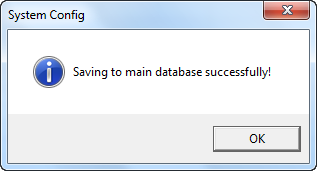 System Config
Saving to main database successfully!
OK